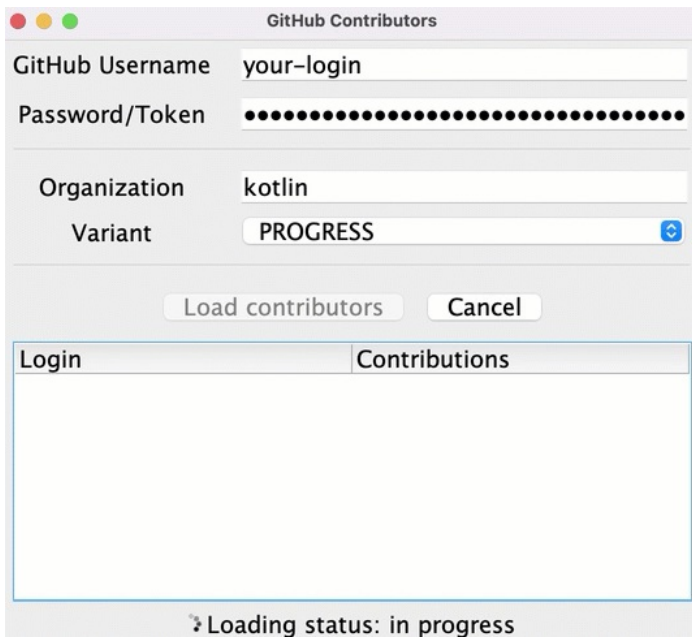 GitHub Contributors
GitHub Username your-login
Password/Token ••••••••••••••••••••••••••••••••••
Organization kotlin
Variant PROGRESS
Load contributors Cancel
Login Contributions
Loading status: in progress